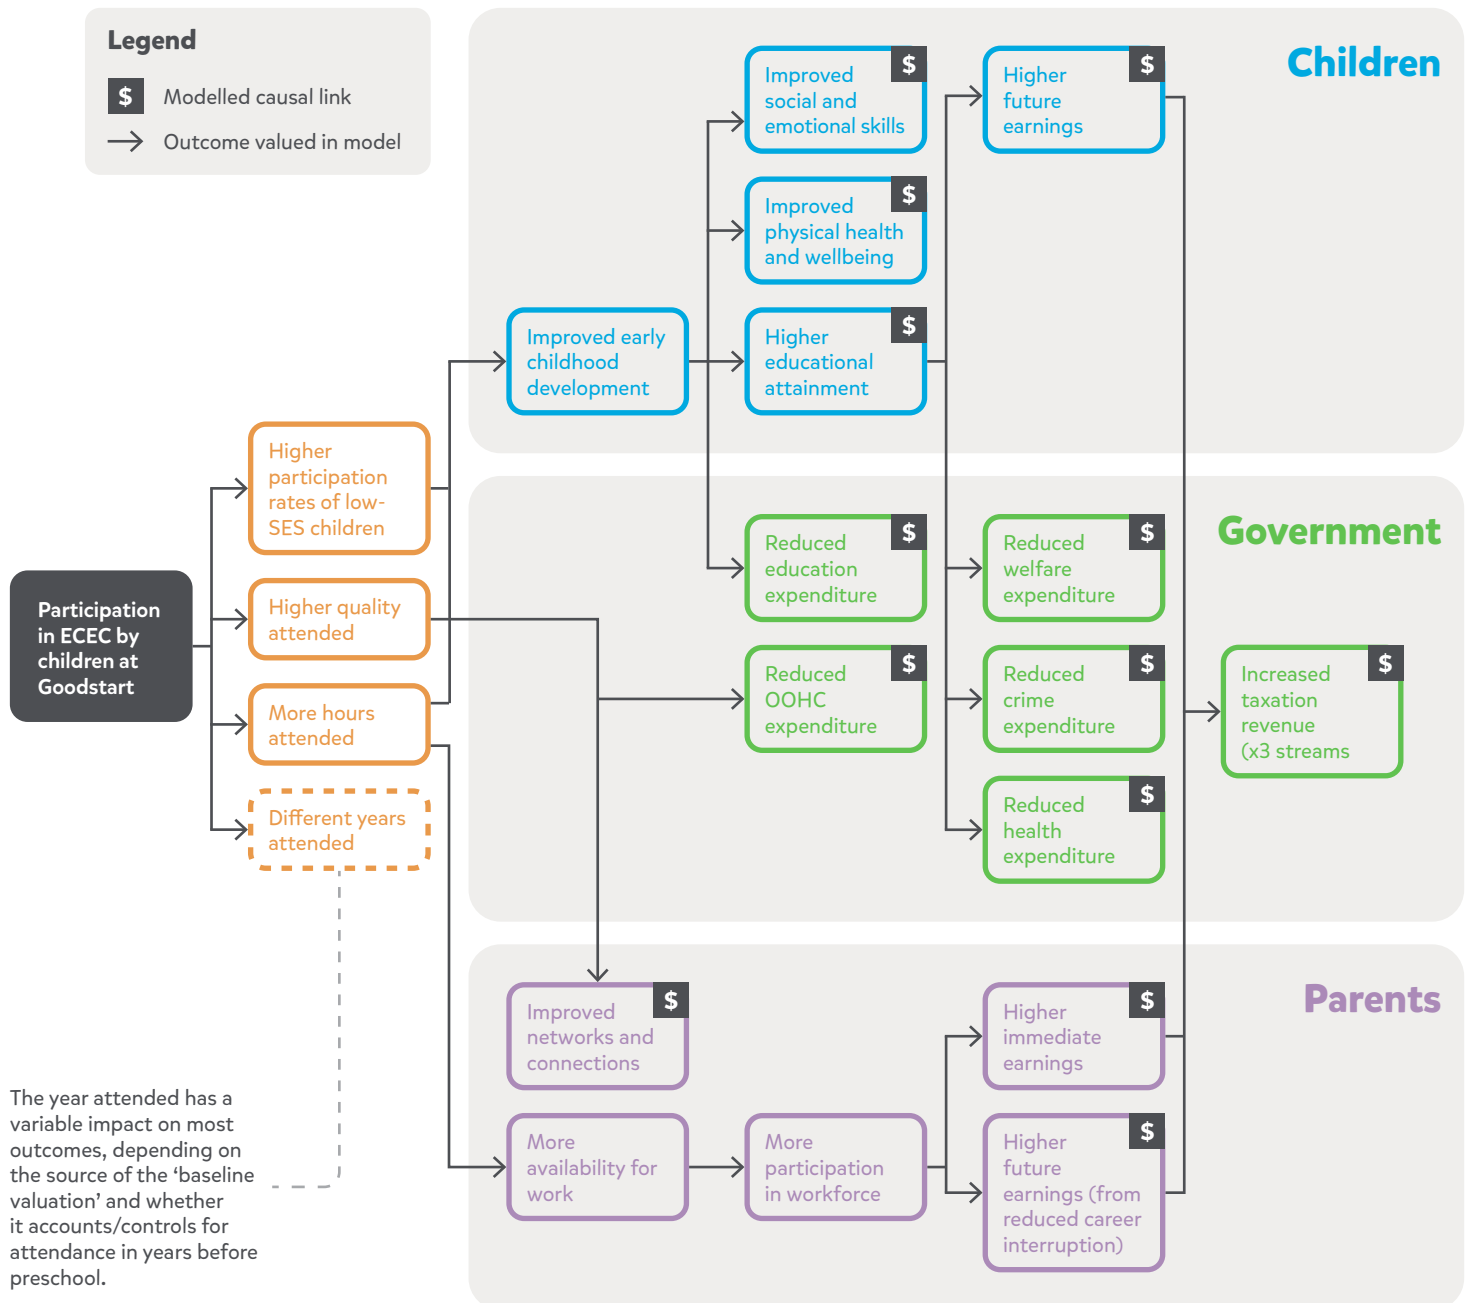 Legend
$ Modelled causal link
Outcome valued in model
Children
$
Improved
social and
emotional skills
$
Higher
future
earnings
$
Improved
physical health
and wellbeing
Improved early
childhood
development
$
Higher
educational
attainment
Higher
participation
rates of low-
SES children
Higher quality
attended
More hours
attended
Different years
attended
Participation
in ECEC by
children at
Goodstart
Government
$
Reduced
education
expenditure
$
Reduced
welfare
expenditure
$
Reduced
OOHC
expenditure
$
Reduced
crime
expenditure
$
Increased
taxation
revenue
(x3 streams
$
Reduced
health
expenditure
Parents
$
Improved
networks and
connections
$
Higher
immediate
earnings
More
availability for
work
More
participation
in workforce
$
Higher
future
earnings (from
reduced career
interruption)
The year attended has a
variable impact on most
outcomes, depending on
the source of the ‘baseline
valuation’ and whether
it accounts/controls for
attendance in years before
preschool.